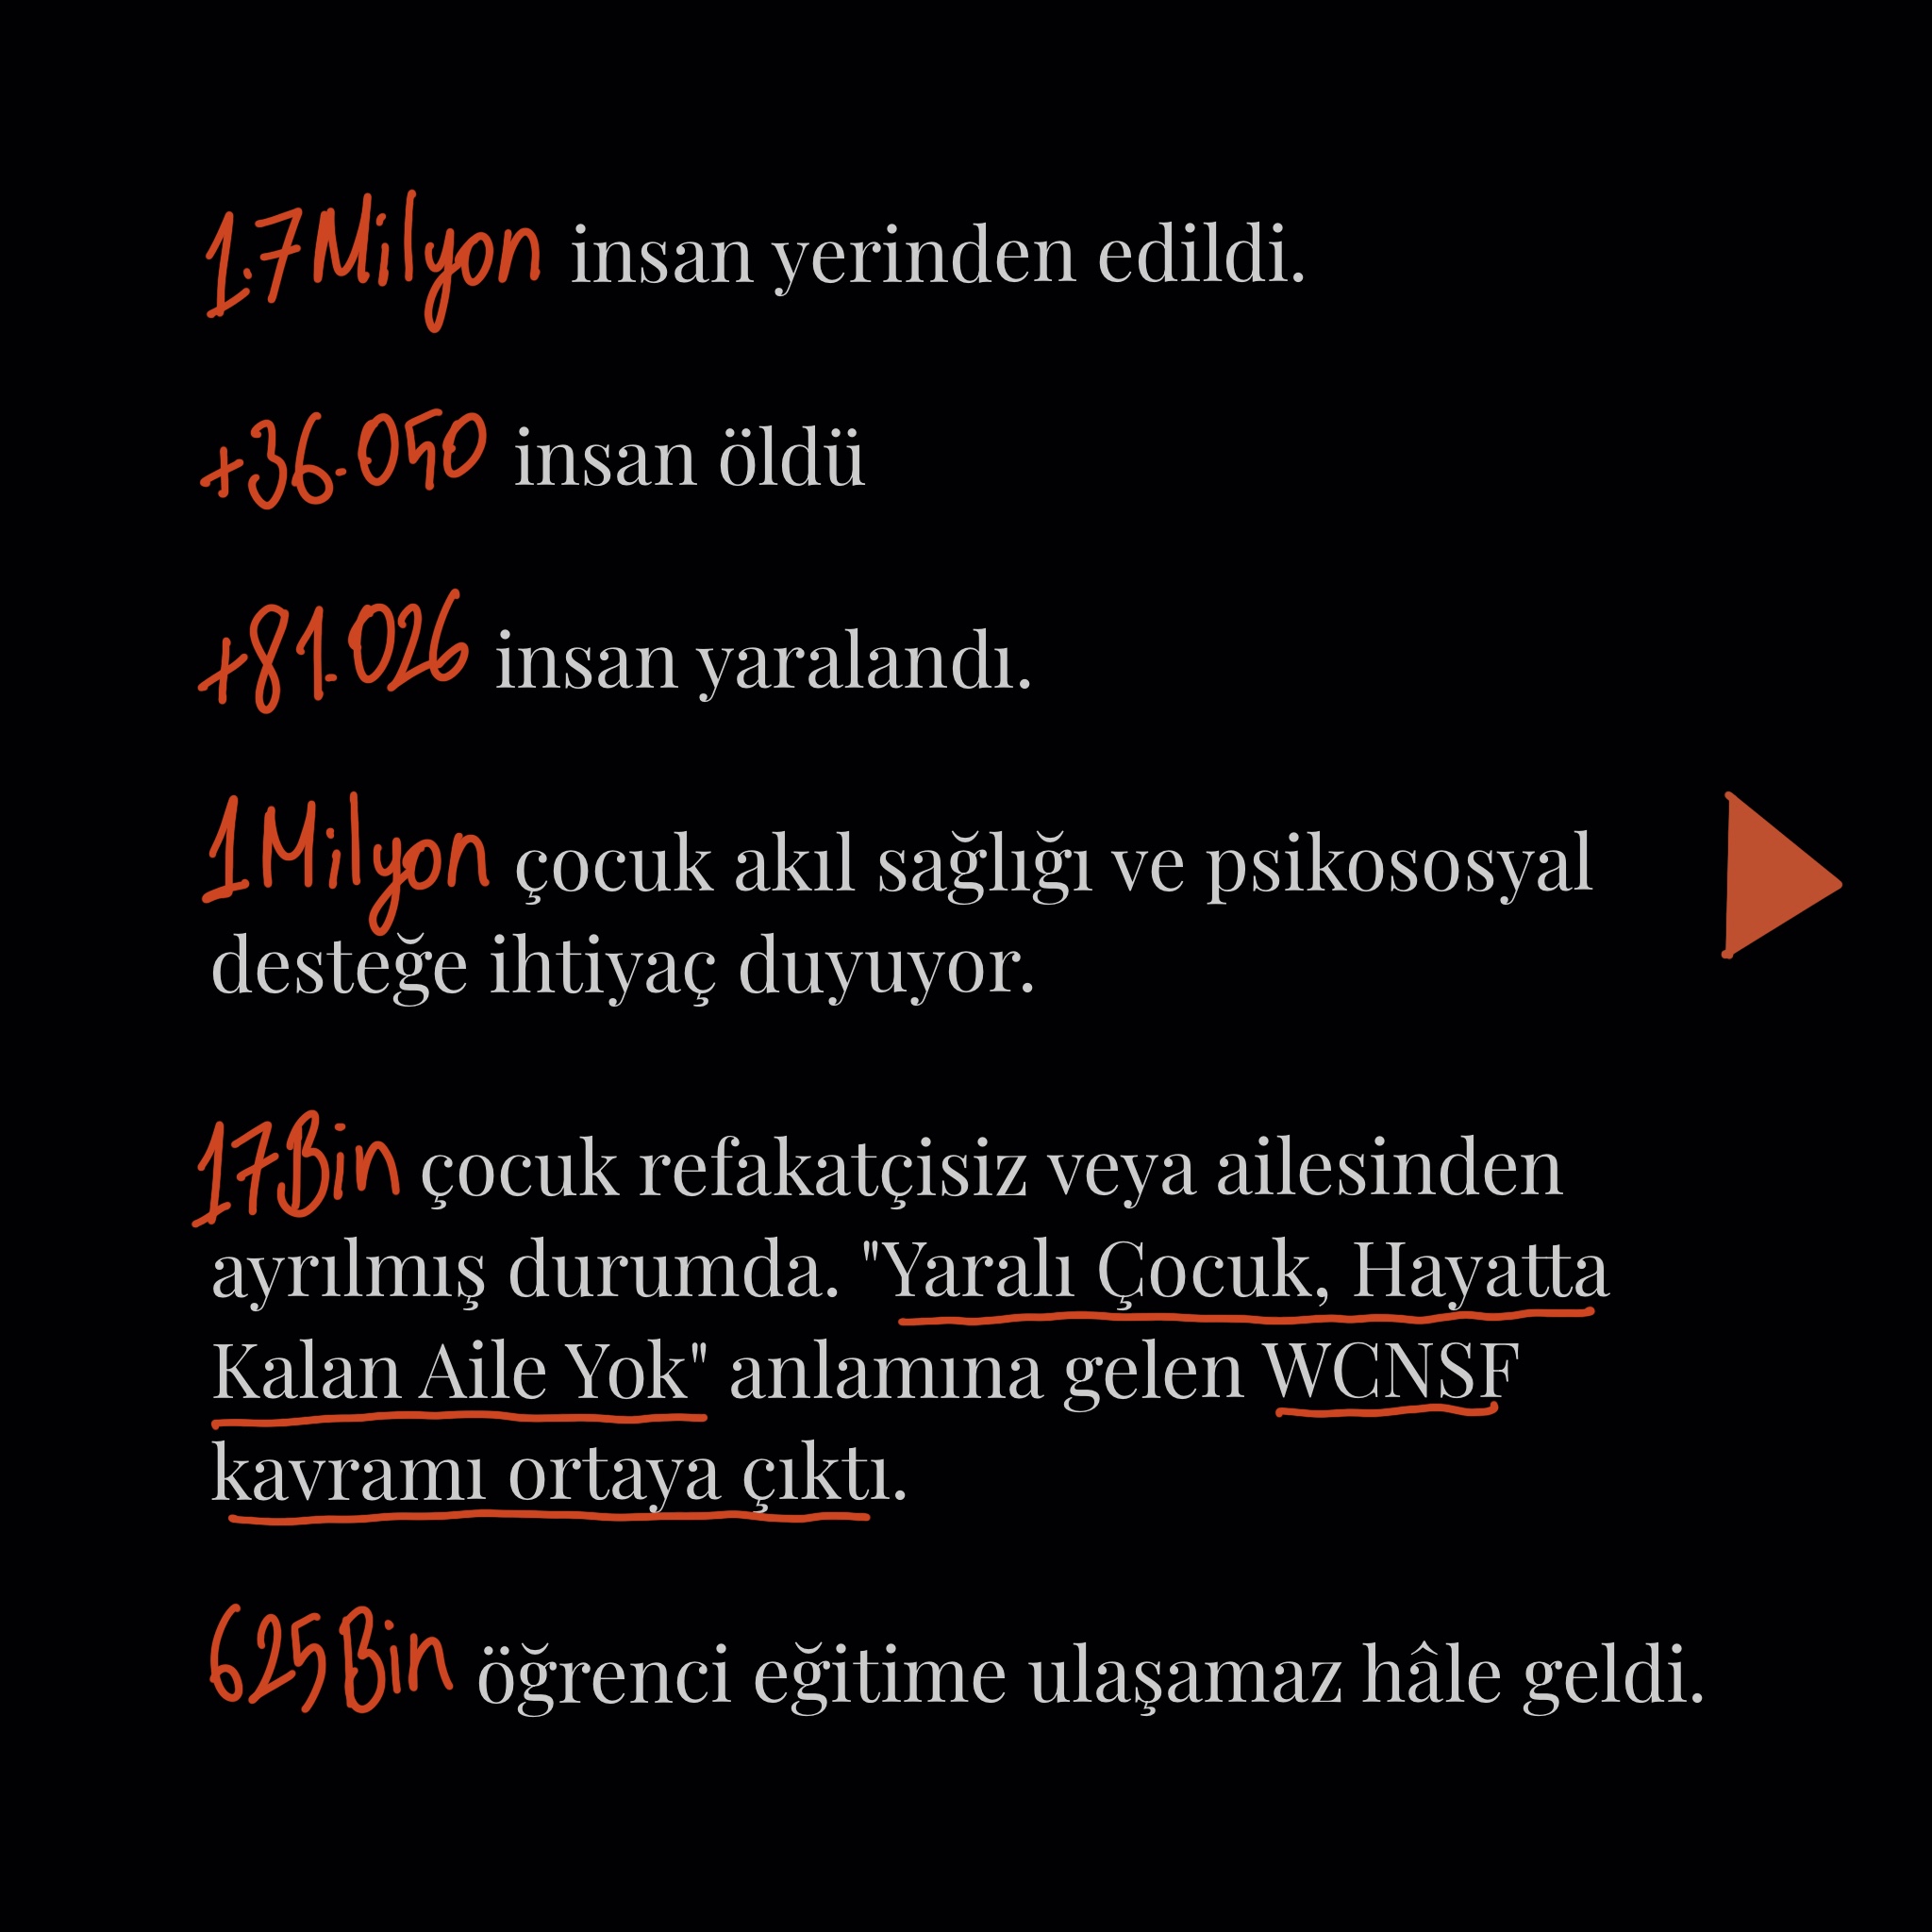 1.7 Milyon insan yerinden edildi.
+36.050 insan öldü
+81.026 insan yaralandı.
1 Milyon çocuk akıl sağlığı ve psikososyal
desteğe ihtiyaç duyuyor.
17 Bin çocuk refakatçisiz veya ailesinden
ayrılmış durumda. "Yaralı Çocuk, Hayatta
Kalan Aile Yok" anlamına gelen WCNSF
kavramı ortaya çıktı.
625 Bin öğrenci eğitime ulaşamaz hâle geldi.